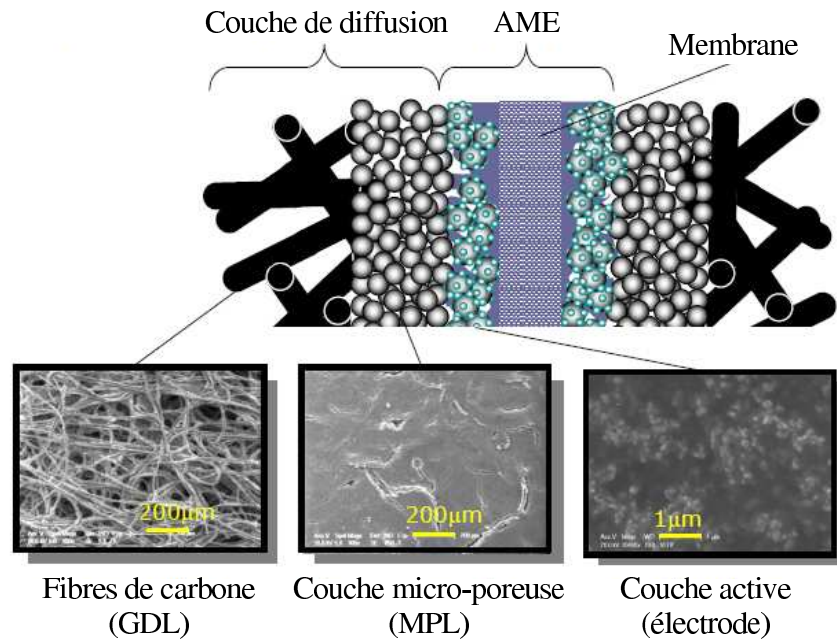 Couche de diffusion
AME
Membrane
200μm
200μm
1μm
Fibres de carbone
(GDL)
Couche micro-poreuse
(MPL)
Couche active
(électrode)